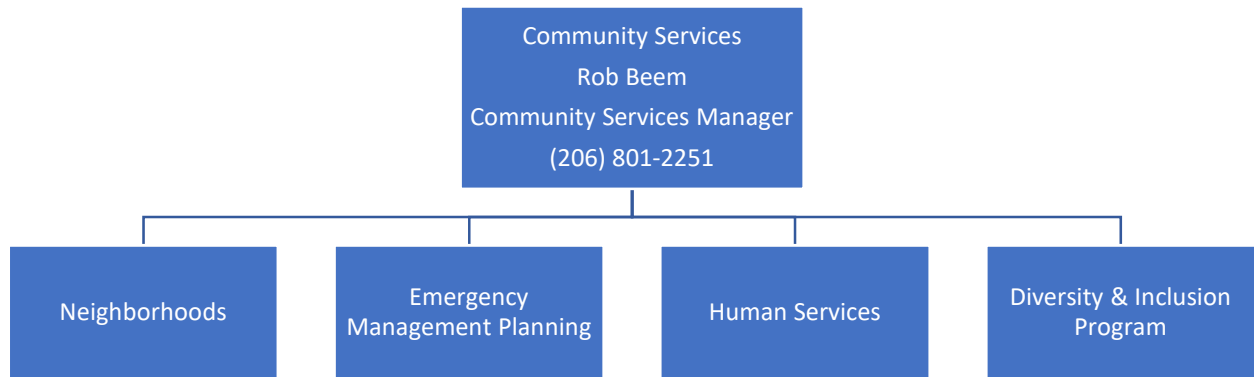 Community Services
Rob Beem
Community Services Manager
(206) 801-2251
Neighborhoods
Emergency
Management Planning
Human Services
Diversity & Inclusion
Program